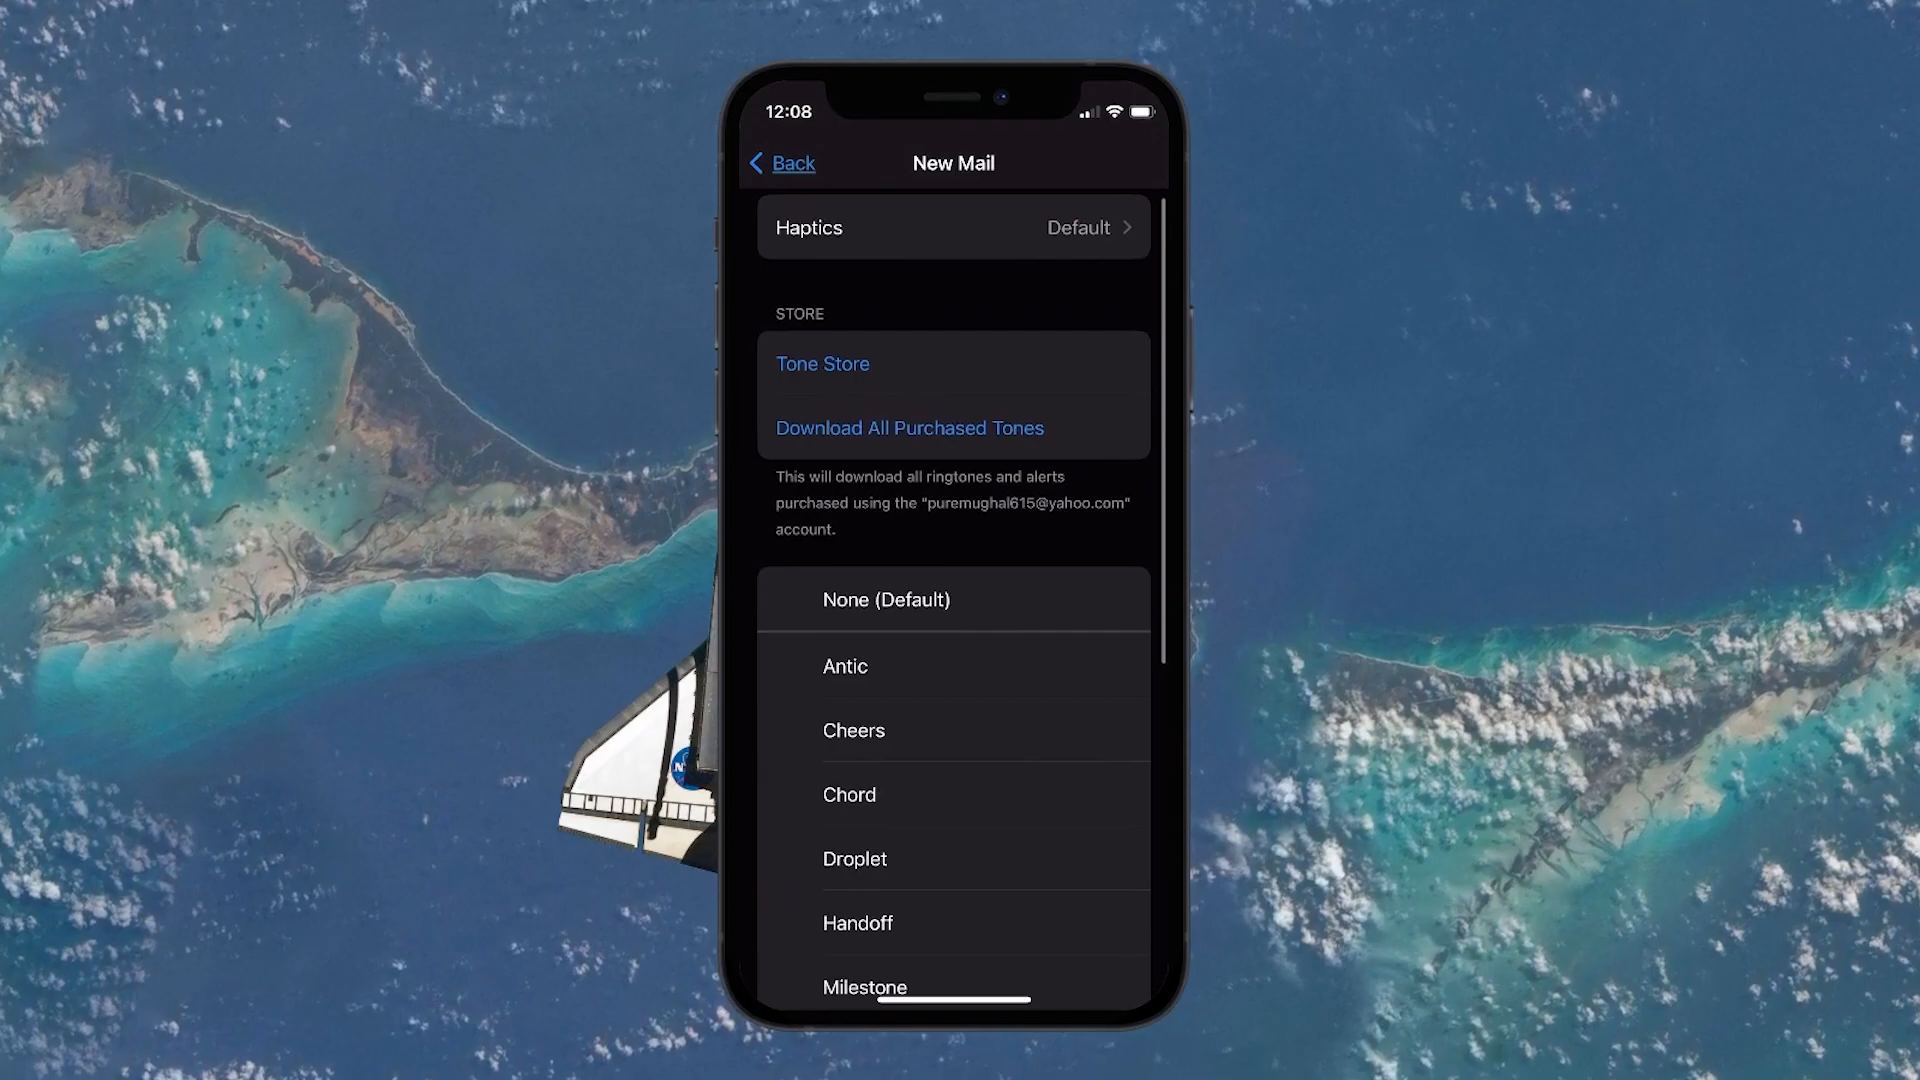 12:08
Back
New Mail
Haptics
Default
STORE
Tone Store
Download All Purchased Tones
This will download all ringtones and alerts
purchased using the "puremughal615@yahoo.com"
account.
None (Default)
Antic
Cheers
Chord
Droplet
Handoff
Milestone